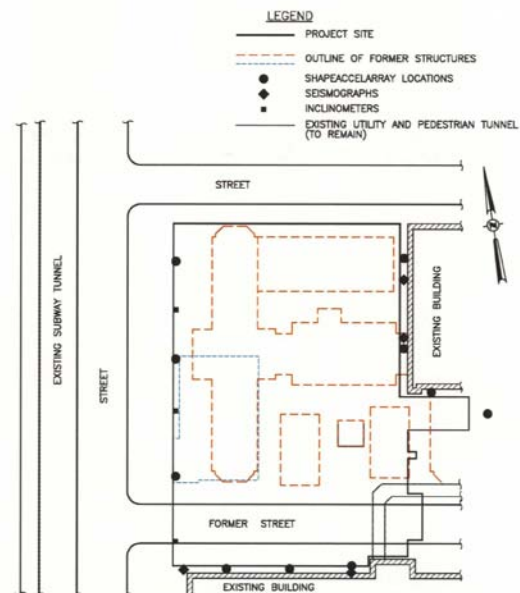 LEGEND
PROJECT SITE
OUTLINE OF FORMER STRUCTURES
SHAPEACCELARRAY LOCATIONS
SEISMOGRAPHS
INCLINOMETERS
EXISTING UTILITY AND PEDESTRIAN TUNNEL
(TO REMAIN)
STREET
EXISTING SUBWAY TUNNEL
STREET
EXISTING BUILDING
FORMER STREET
EXISTING BUILDING